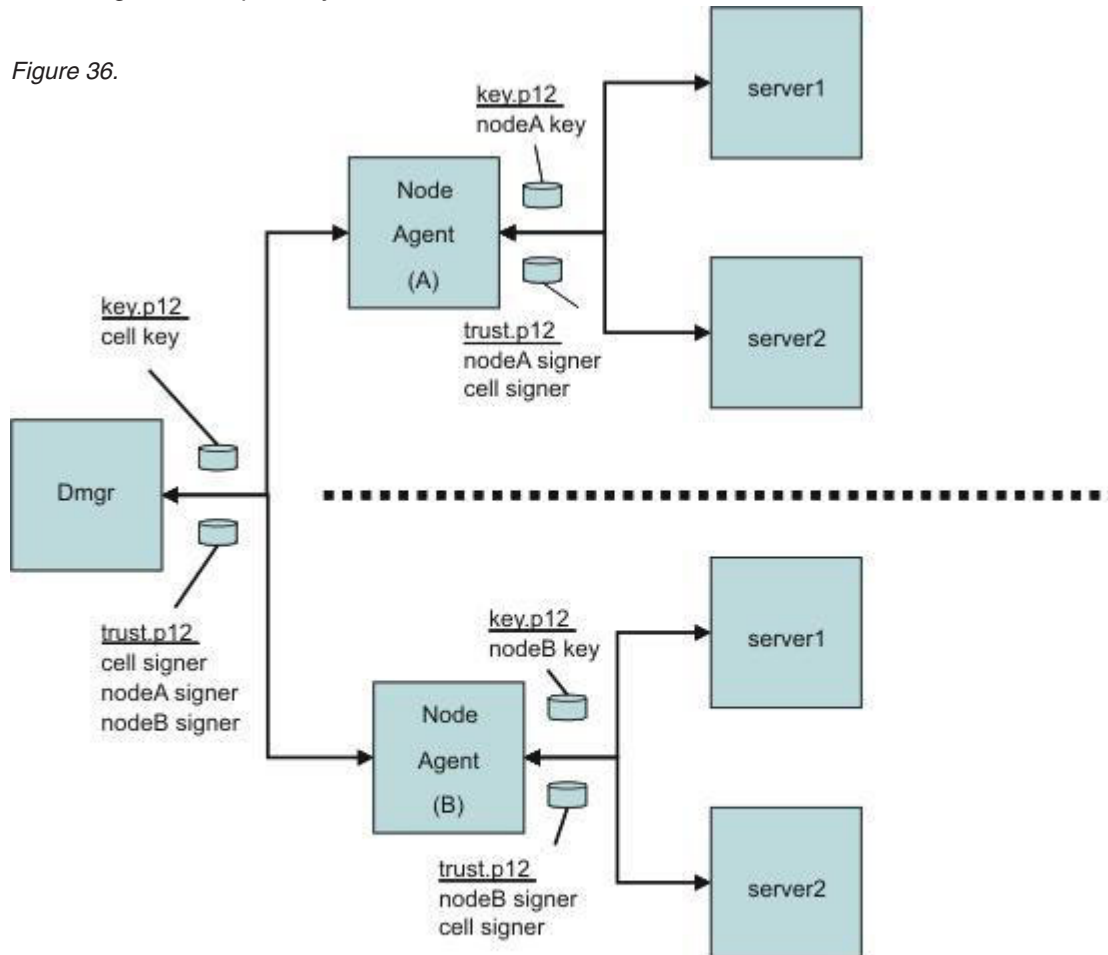 Figure 36.
key.p12
nodeA key
server1
Node
Agent
(A)
key.p12
cell key
trust.p12
nodeA signer
cell signer
server2
Dmgr
trust.p12
cell signer
nodeA signer
nodeB signer
key.p12
nodeB key
server1
Node
Agent
(B)
trust.p12
nodeB signer
cell signer
server2